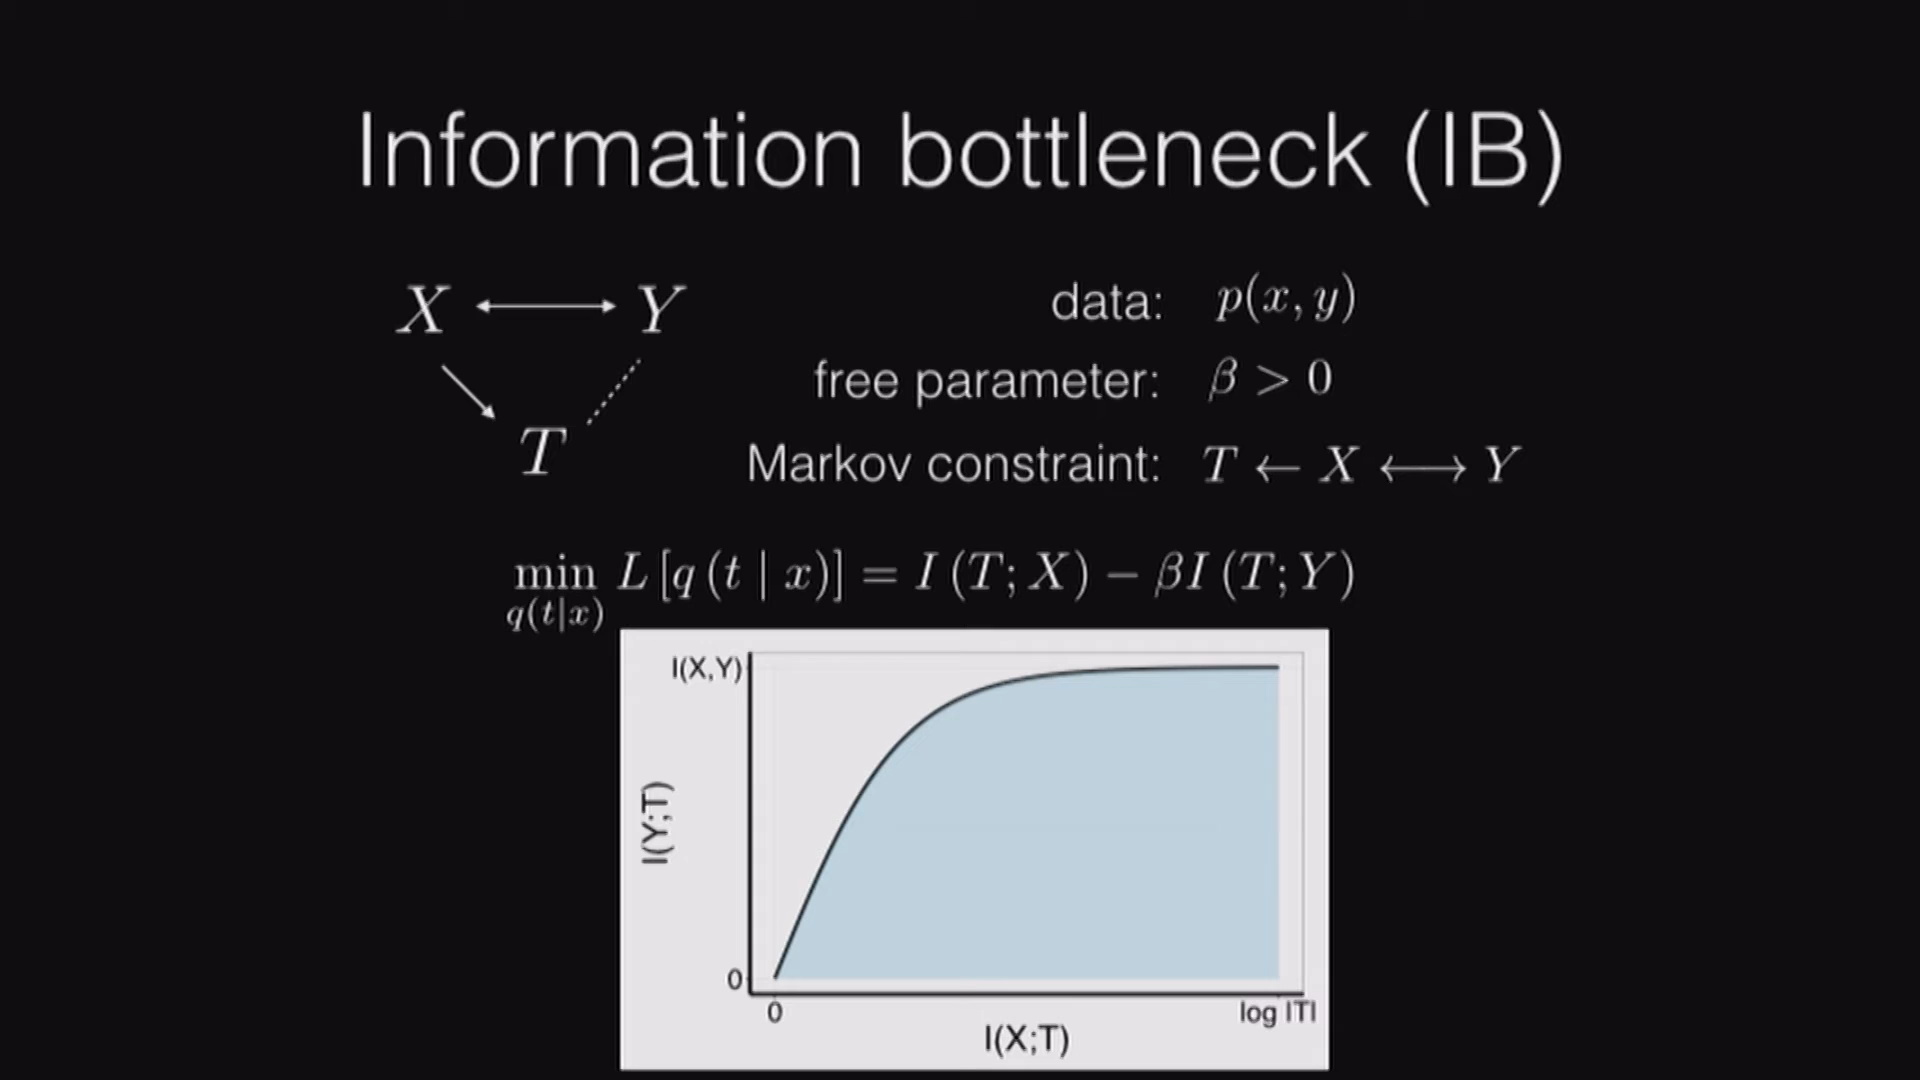 Information bottleneck (IB)
X ⟷ Y
T
data: p(x, y)
free parameter: β > 0
Markov constraint: T ← X ⟷ Y
min L [q (t | x)] = I (T; X) − βI (T; Y)
q(t|x)
I(X,Y)
I(Y;T)
0
0
log |T|
I(X;T)